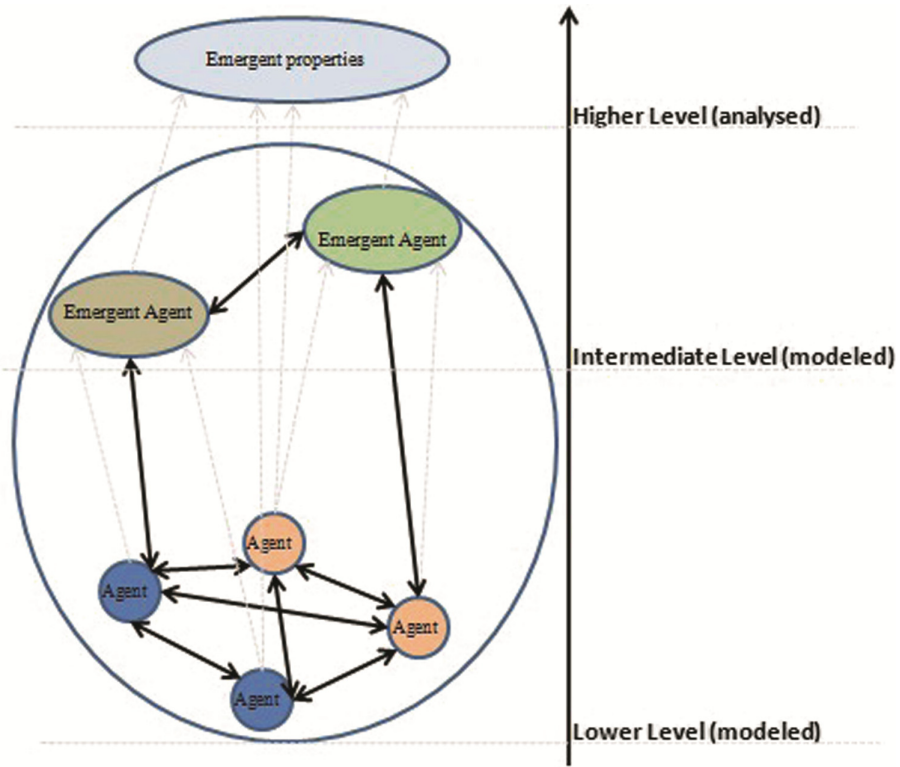 Emergent properties
Higher Level (analysed)
Emergent Agent
Emergent Agent
Intermediate Level (modeled)
Agent
Agent
Agent
Agent
Lower Level (modeled)